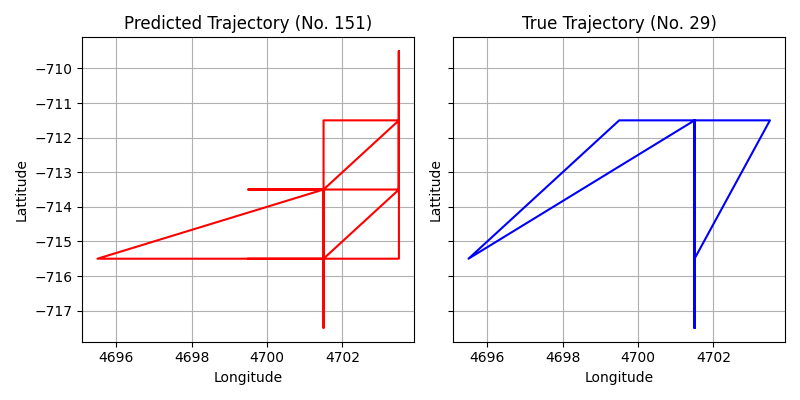 Predicted Trajectory (No. 151)
True Trajectory (No. 29)
−710
−711
−712
−713
−714
−715
−716
−717
Lattitude
Lattitude
4696 4698 4700 4702
4696 4698 4700 4702
Longitude
Longitude